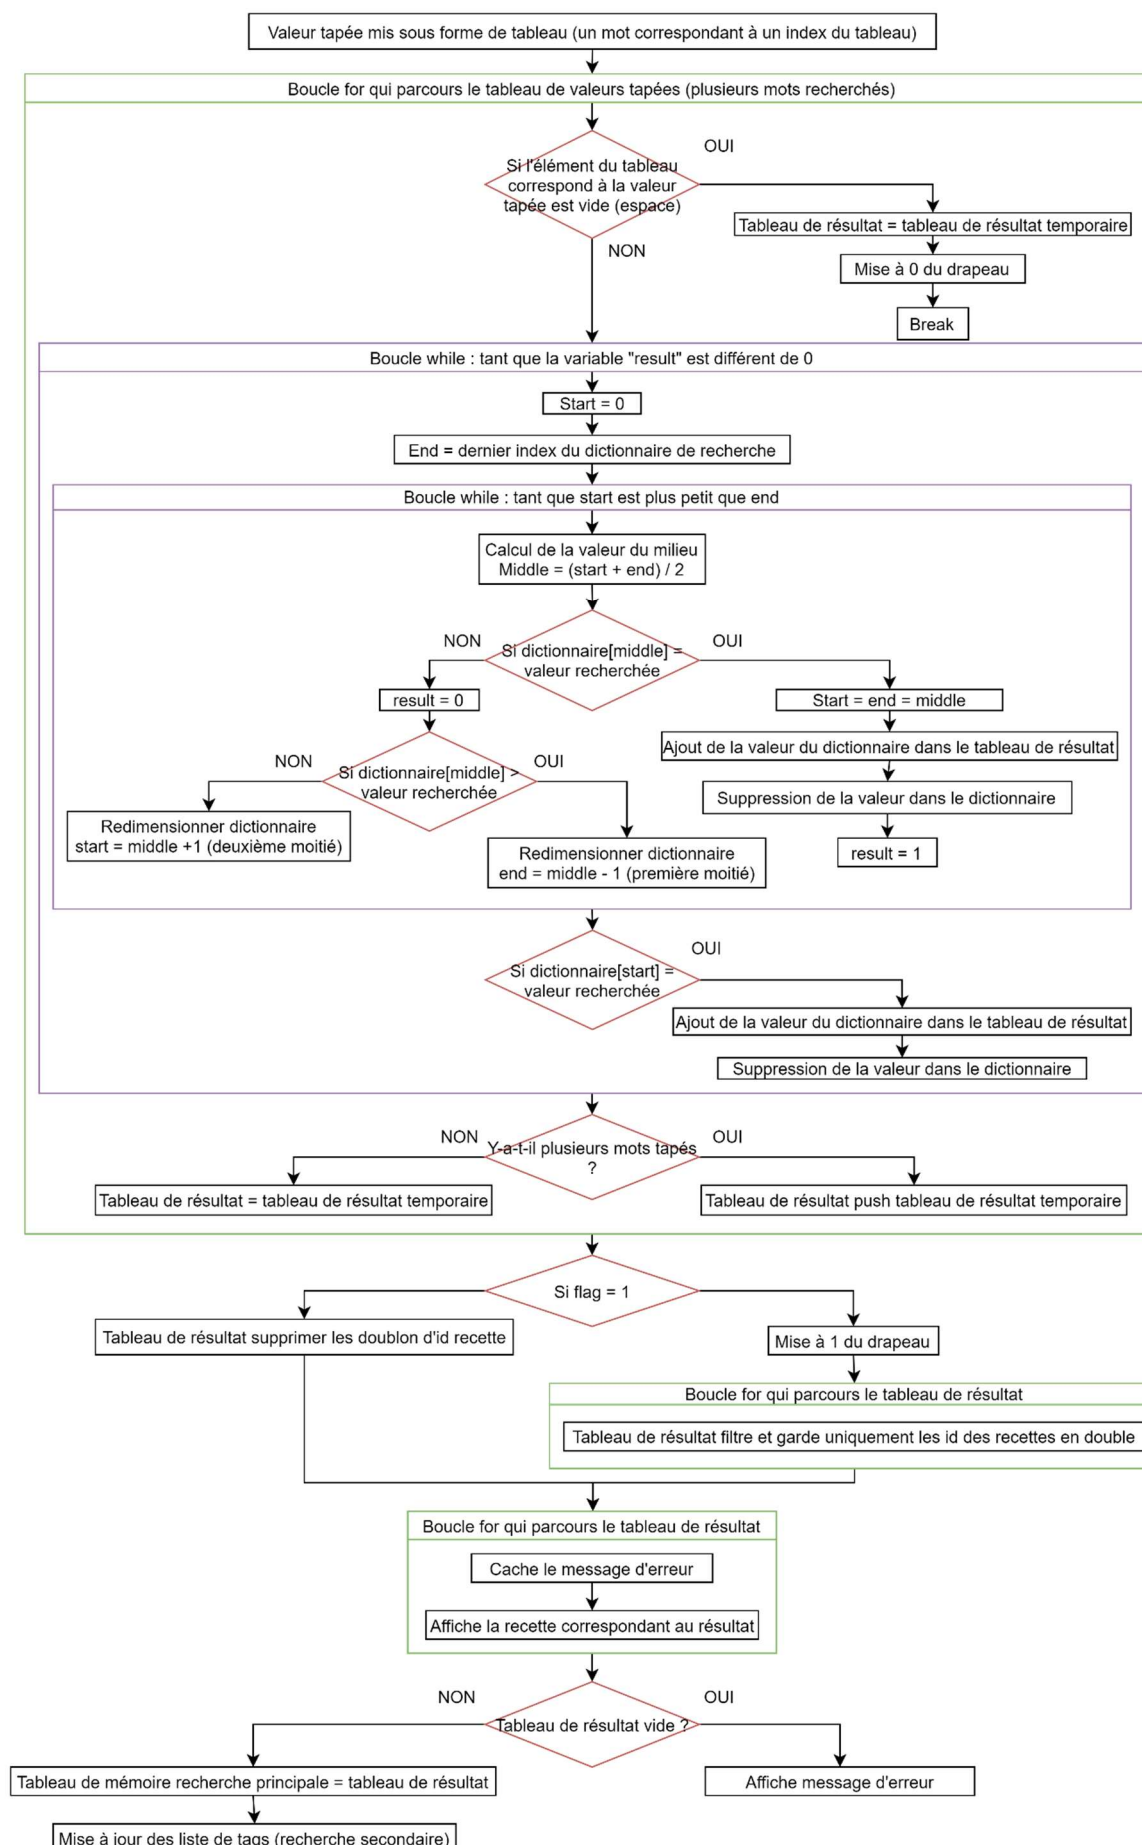 Valeur tapée mis sous forme de tableau (un mot correspondant à un index du tableau)
Boucle for qui parcours le tableau de valeurs tapées (plusieurs mots recherchés)
OUI
Si l'élément du tableau
correspond à la valeur
tapée est vide (espace)
Tableau de résultat = tableau de résultat temporaire
NON
Mise à 0 du drapeau
Break
Boucle while : tant que la variable "result" est différent de 0
Start = 0
End = dernier index du dictionnaire de recherche
Boucle while : tant que start est plus petit que end
Calcul de la valeur du milieu
Middle = (start + end) / 2
NON
OUI
Si dictionnaire[middle] =
valeur recherchée
result = 0
Start = end = middle
Ajout de la valeur du dictionnaire dans le tableau de résultat
NON
OUI
Si dictionnaire[middle] >
valeur recherchée
Suppression de la valeur dans le dictionnaire
Redimensionner dictionnaire
start = middle +1 (deuxième moitié)
Redimensionner dictionnaire
end = middle - 1 (première moitié)
result = 1
OUI
Si dictionnaire[start] =
valeur recherchée
Ajout de la valeur du dictionnaire dans le tableau de résultat
Suppression de la valeur dans le dictionnaire
NON
OUI
Y-a-t-il plusieurs mots tapés
?
Tableau de résultat = tableau de résultat temporaire
Tableau de résultat push tableau de résultat temporaire
Si flag = 1
Tableau de résultat supprimer les doublon d'id recette
Mise à 1 du drapeau
Boucle for qui parcours le tableau de résultat
Tableau de résultat filtre et garde uniquement les id des recettes en double
Boucle for qui parcours le tableau de résultat
Cache le message d'erreur
Affiche la recette correspondant au résultat
NON
OUI
Tableau de résultat vide ?
Tableau de mémoire recherche principale = tableau de résultat
Affiche message d'erreur
Mise à jour des liste de tags (recherche secondaire)